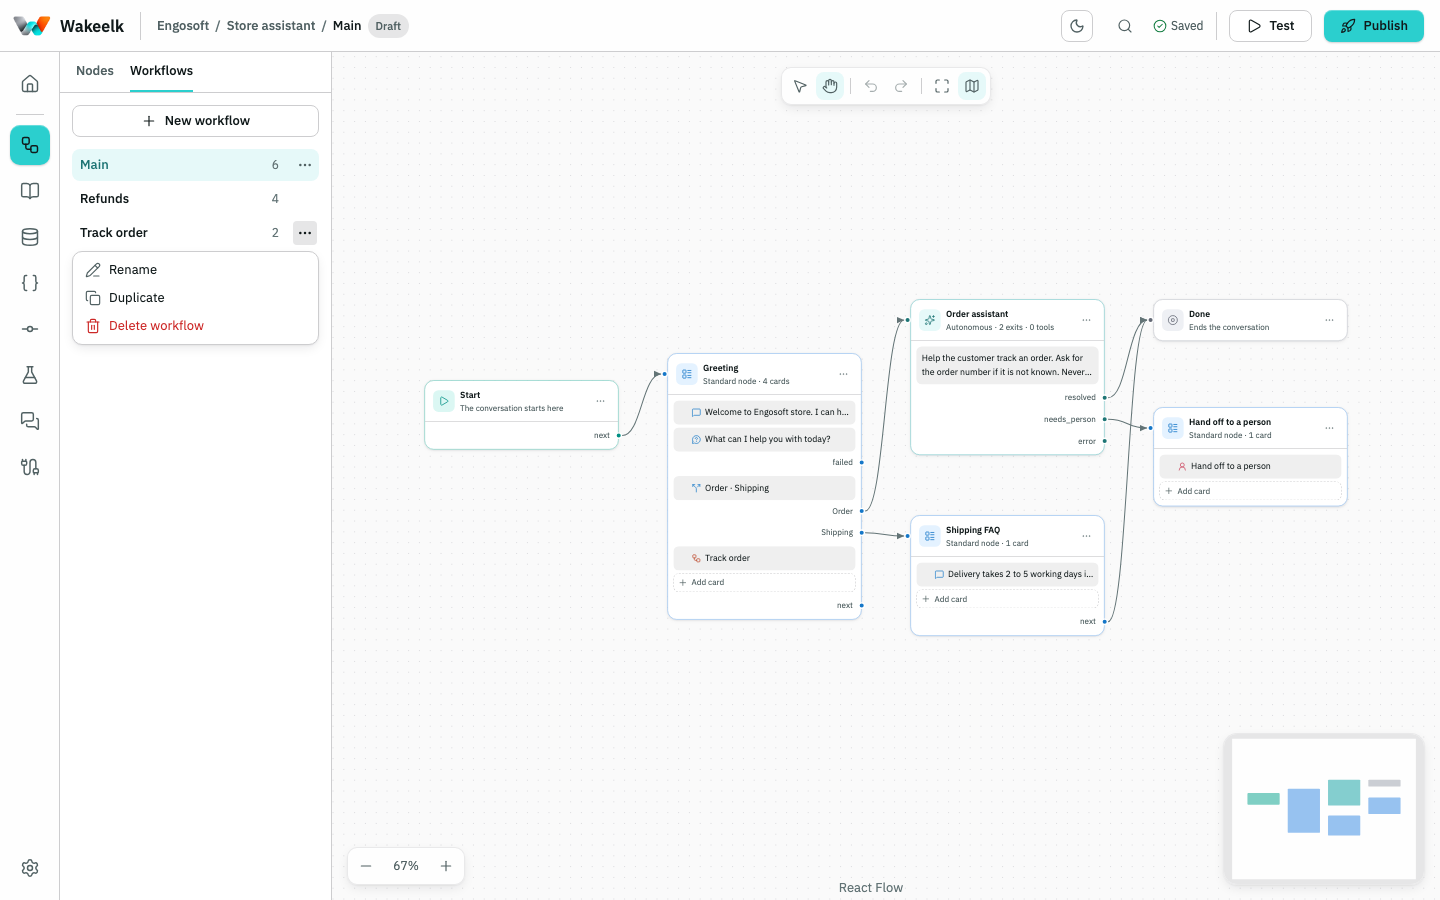 Wakeelk
Engosoft / Store assistant / Main
Draft
Saved
Test
Publish
Nodes
Workflows
New workflow
Main 6
Refunds 4
Track order 2
Rename
Duplicate
Delete workflow
Start
The conversation starts here
next
Greeting
Standard node · 4 cards
Welcome to Engosoft store. I can h...
What can I help you with today?
failed
Order · Shipping
Order
Shipping
Track order
Add card
next
Order assistant
Autonomous · 2 exits · 0 tools
Help the customer track an order. Ask for
the order number if it is not known. Never...
resolved
needs_person
error
Shipping FAQ
Standard node · 1 card
Delivery takes 2 to 5 working days i...
Add card
next
Done
Ends the conversation
Hand off to a person
Standard node · 1 card
Hand off to a person
Add card
67%
React Flow